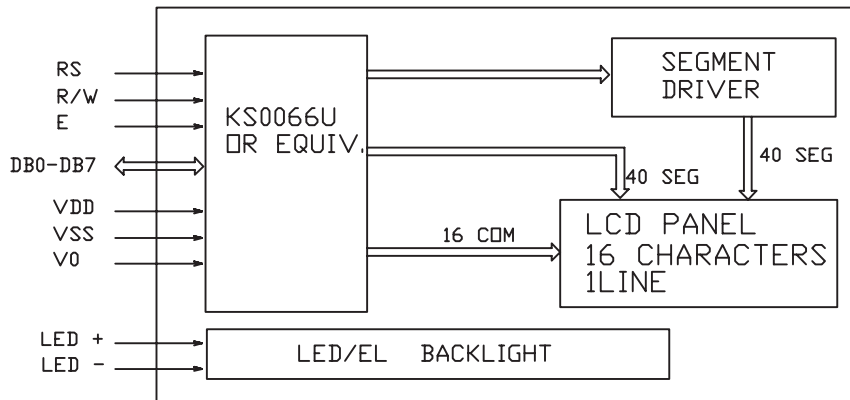 RS
R/W
E
DB0-DB7
VDD
VSS
V0
LED +
LED -
KS0066U
OR EQUIV.
SEGMENT
DRIVER
40 SEG
40 SEG
16 COM
LCD PANEL
16 CHARACTERS
1LINE
LED/EL BACKLIGHT